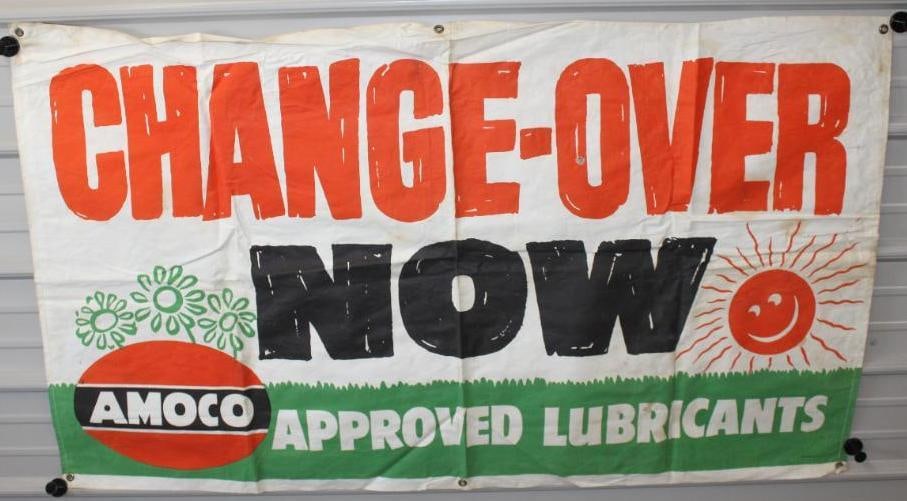 CHANGE-OVER
NOW
AMOCO APPROVED LUBRICANTS